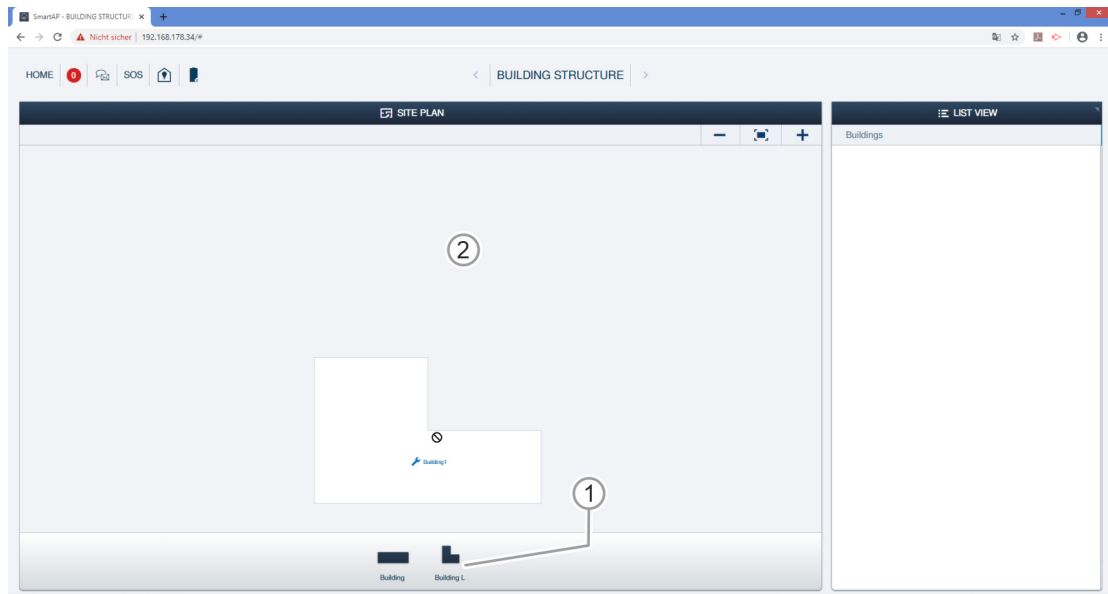 SmartAP - BUILDING STRUCTUR
Nicht sicher | 192.168.178.34/#
HOME 0 SOS
< BUILDING STRUCTURE >
SITE PLAN
LIST VIEW
Buildings
2
Building1
1
Building
Building L